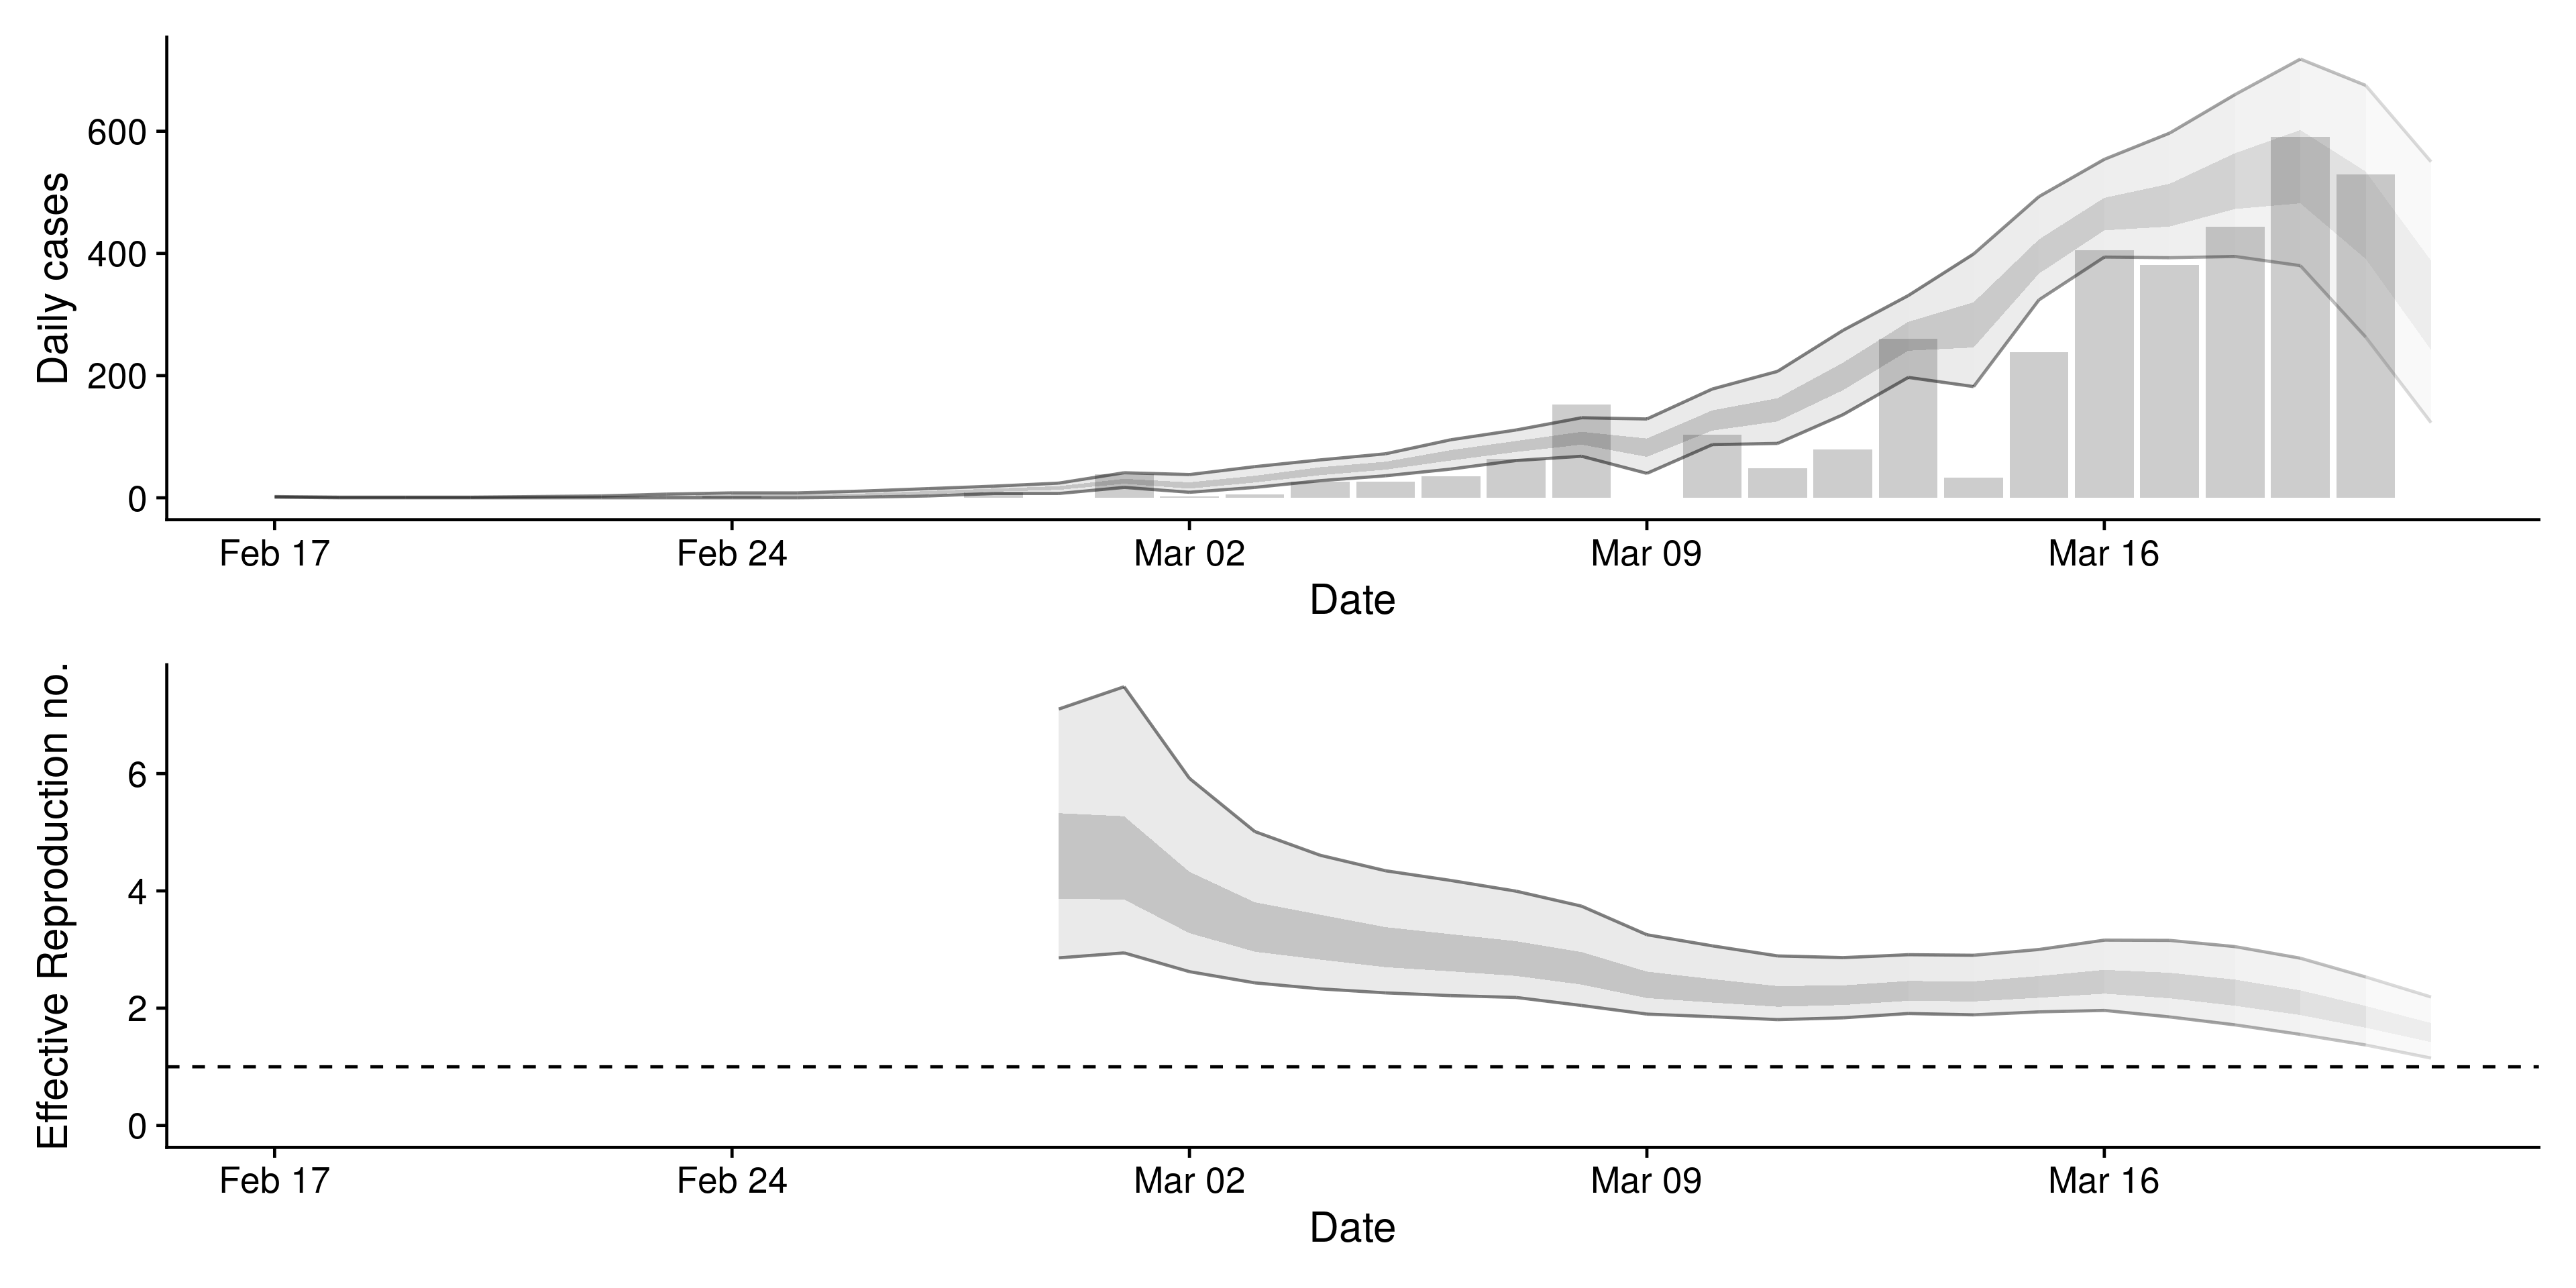 Daily cases
600
400
200
0
Feb 17 Feb 24 Mar 02 Mar 09 Mar 16
Date
Effective Reproduction no.
6
4
2
0
Feb 17 Feb 24 Mar 02 Mar 09 Mar 16
Date